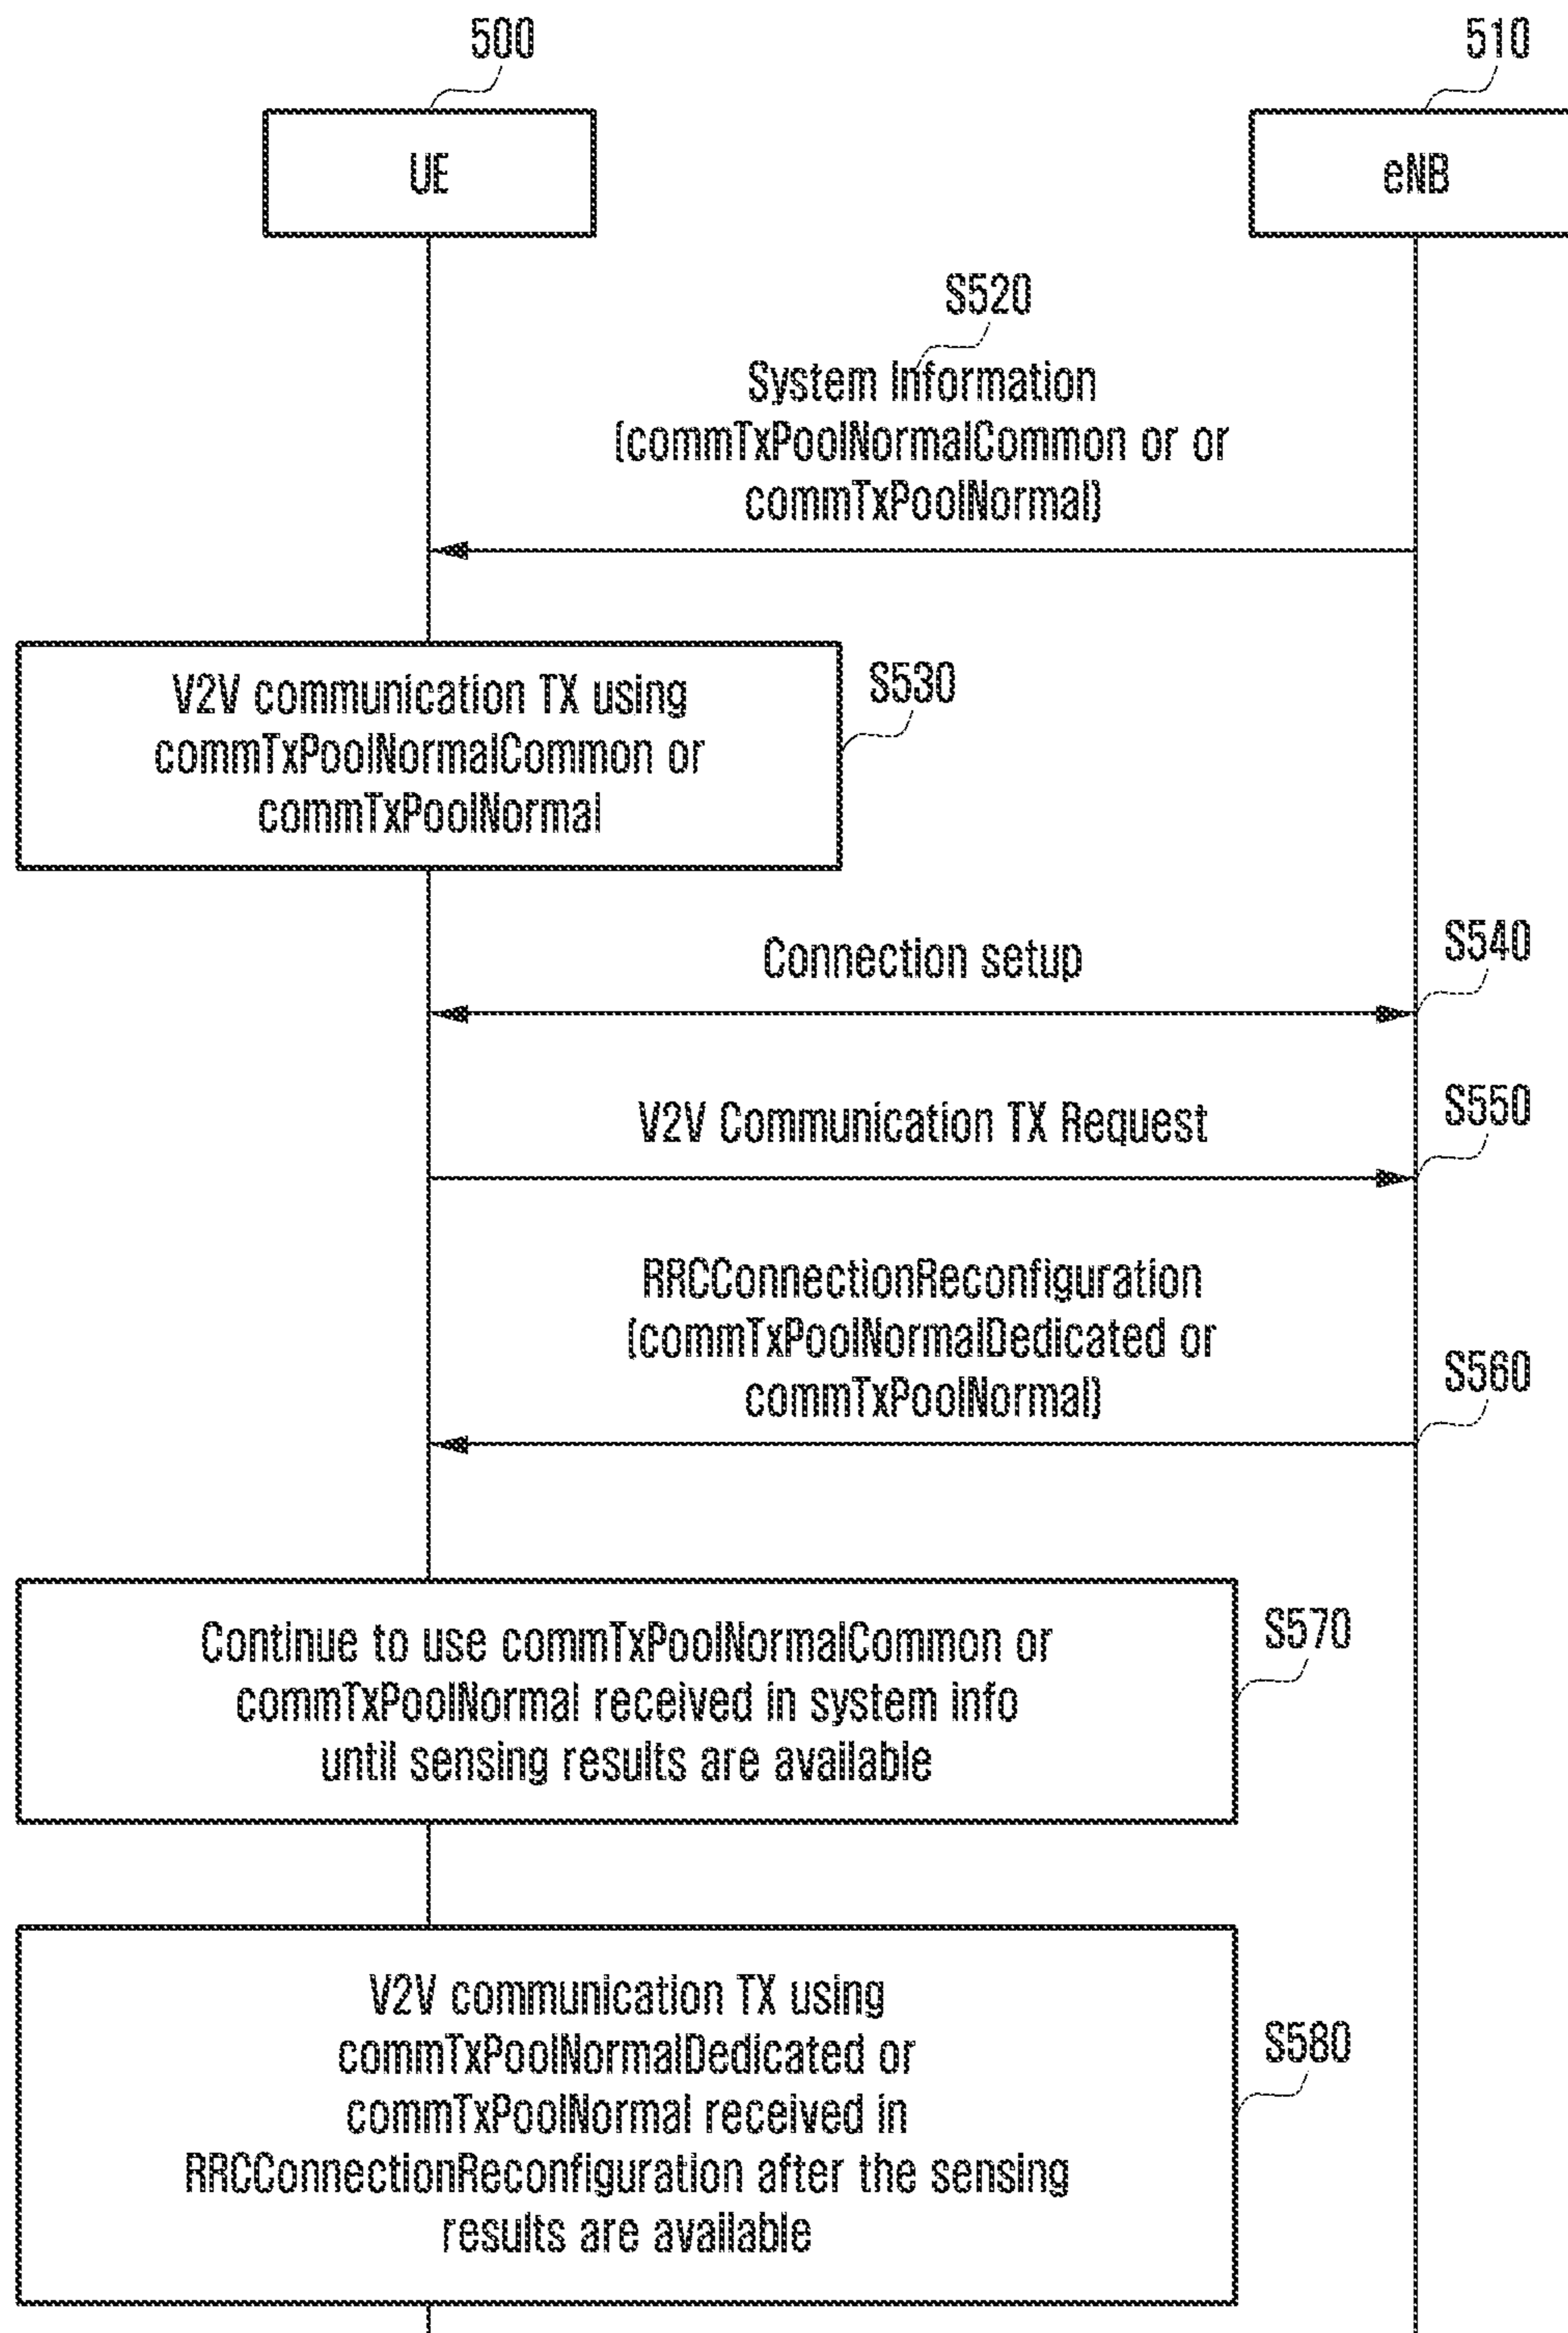 500
510
UE
eNB
S520
System Information
(commTxPoolNormalCommon or or
commTxPoolNormal)
V2V communication TX using
commTxPoolNormalCommon or
commTxPoolNormal
S530
Connection setup
S540
V2V Communication TX Request
S550
RRCConnectionReconfiguration
(commTxPoolNormalDedicated or
commTxPoolNormal)
S560
Continue to use commTxPoolNormalCommon or
commTxPoolNormal received in system info
until sensing results are available
S570
V2V communication TX using
commTxPoolNormalDedicated or
commTxPoolNormal received in
RRCConnectionReconfiguration after the sensing
results are available
S580